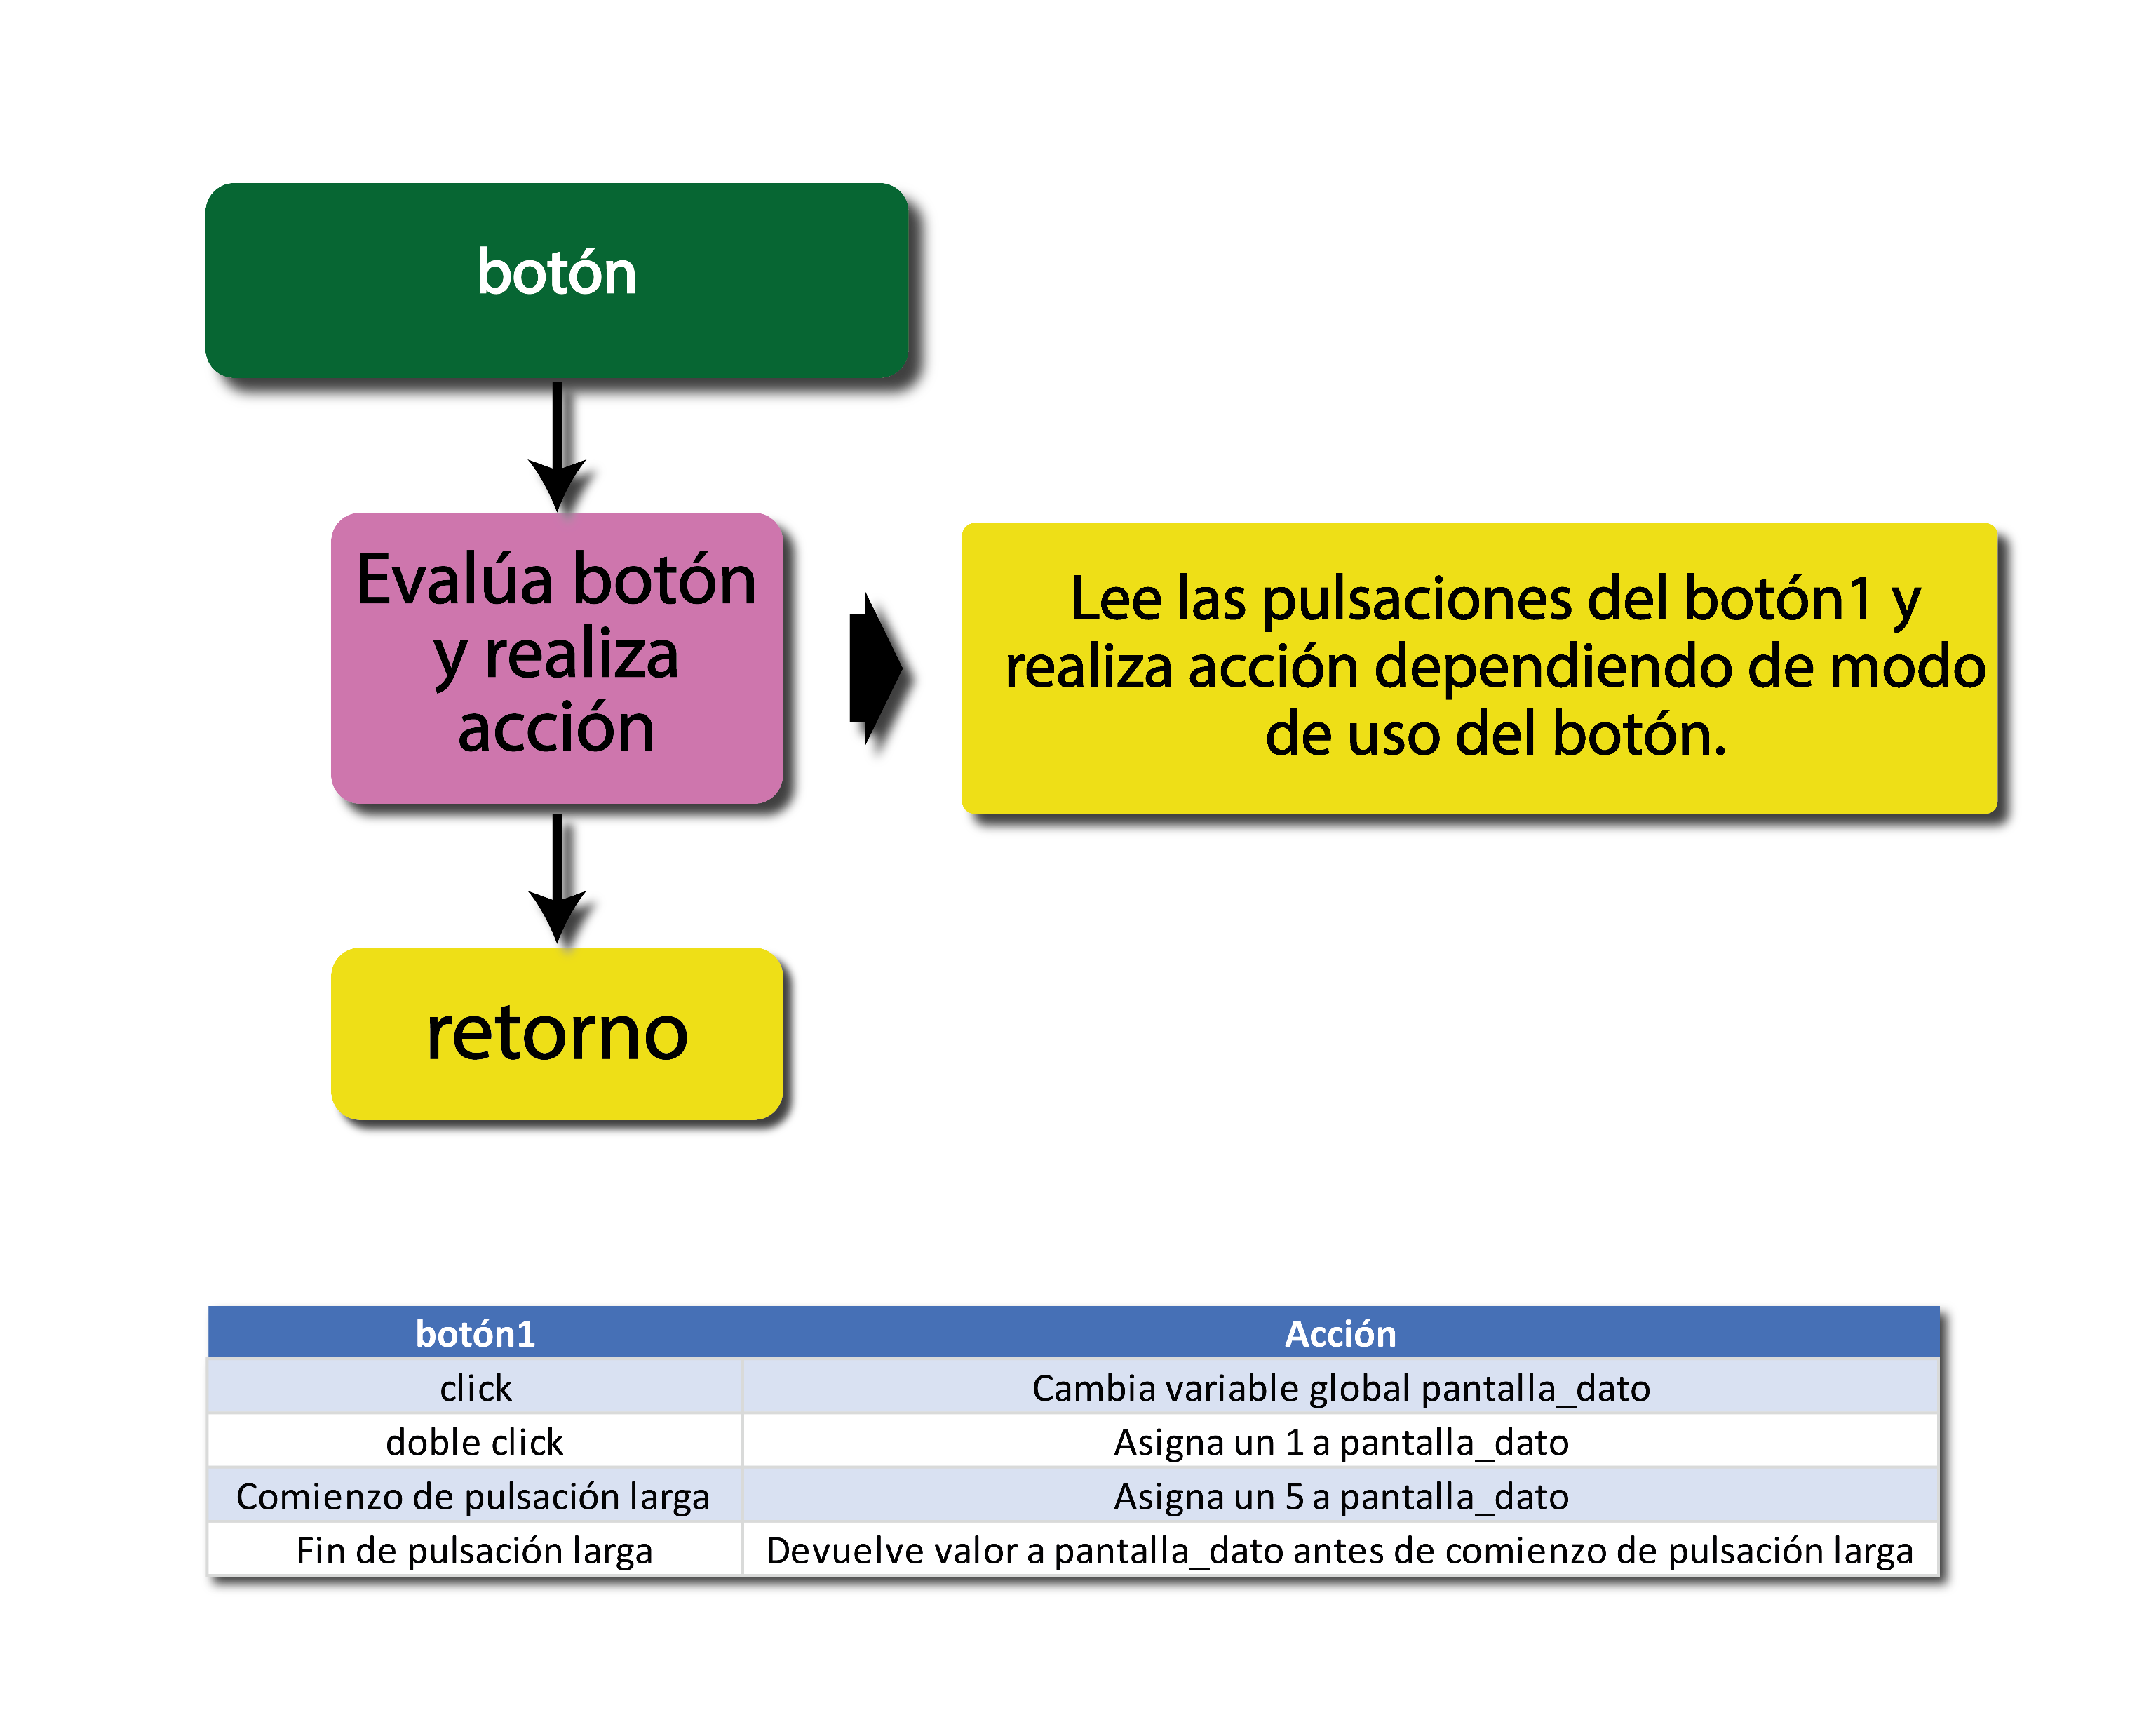 botón
Evalúa botón
y realiza
acción
Lee las pulsaciones del botón1 y
realiza acción dependiendo de modo
de uso del botón.
retorno
botón1 Acción
click Cambia variable global pantalla_dato
doble click Asigna un 1 a pantalla_dato
Comienzo de pulsación larga Asigna un 5 a pantalla_dato
Fin de pulsación larga Devuelve valor a pantalla_dato antes de comienzo de pulsación larga